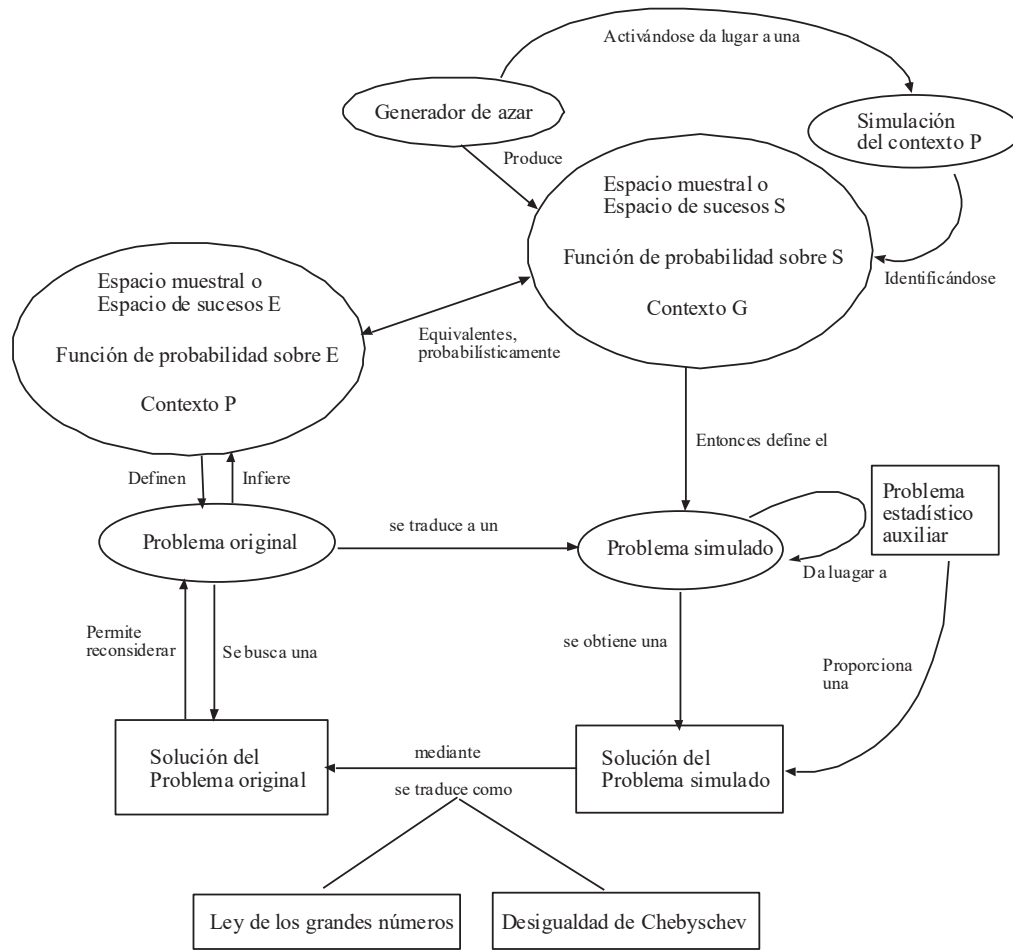 Activándose da lugar a una
Generador de azar
Simulación
del contexto P
Produce
Espacio muestral o
Espacio de sucesos S
Función de probabilidad sobre S
Contexto G
Identificándose
Espacio muestral o
Espacio de sucesos E
Función de probabilidad sobre E
Contexto P
Equivalentes,
probabilísticamente
Entonces define el
Definen
Infiere
Problema
estadístico
auxiliar
Problema original
se traduce a un
Problema simulado
Da luagar a
Permite
reconsiderar
Se busca una
se obtiene una
Proporciona
una
Solución del
Problema original
mediante
Solución del
Problema simulado
se traduce como
Ley de los grandes números
Desigualdad de Chebyschev